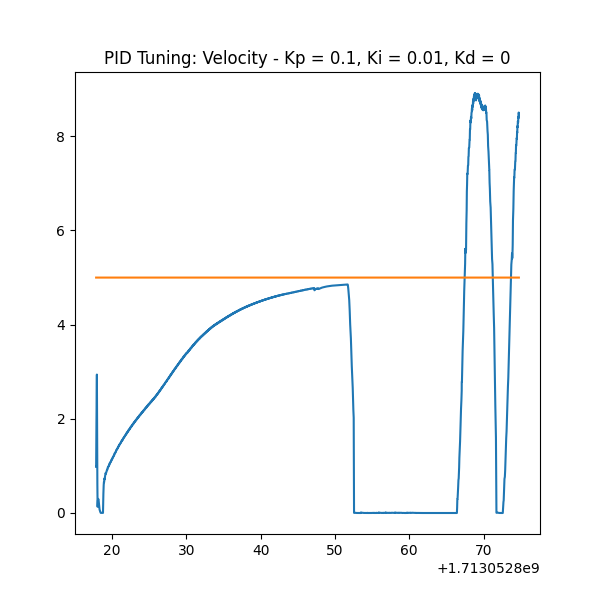 PID Tuning: Velocity - Kp = 0.1, Ki = 0.01, Kd = 0
8
6
4
2
0
20 30 40 50 60 70
+1.7130528e9